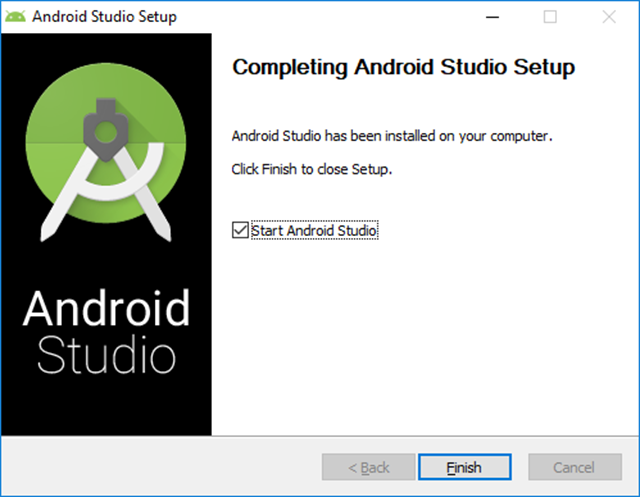 Android Studio Setup
Completing Android Studio Setup
Android Studio has been installed on your computer.
Click Finish to close Setup.
Start Android Studio
Android
Studio
< Back
Finish
Cancel